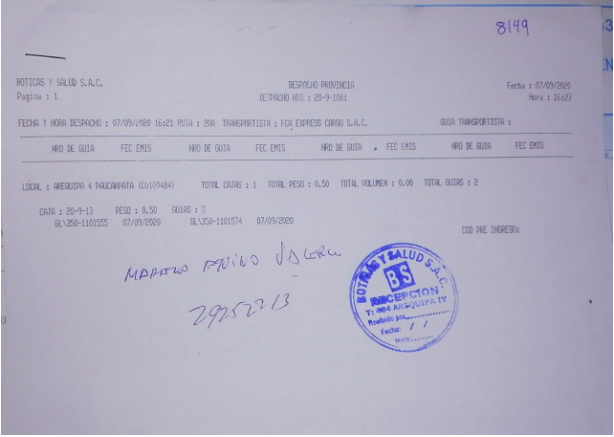 8149
BOTICAS Y SALUD S.A.C. DESPACHO PROVINCIA Fecha : 07/09/2020
Pagina : 1 DESPACHO NRO : 20-9-1081 Hora : 16:23
FECHA Y HORA DESPACHO : 07/09/2020 16:21 RUTA : 20A TRANSPORTISTA : FOX EXPRESS CARGO S.A.C. GUIA TRANSPORTISTA :
NRO DE GUIA FEC EMIS NRO DE GUIA FEC EMIS NRO DE GUIA FEC EMIS NRO DE GUIA FEC EMIS
LOCAL : AREQUIPA 4 PAUCARPATA (C0100484) TOTAL CAJAS : 1 TOTAL PESO : 0.50 TOTAL VOLUMEN : 0.00 TOTAL GUIAS : 2
CAJA : 20-9-13 PESO : 0.50 GUIAS : 2
GL\350-1101555 07/09/2020 GL\350-1101574 07/09/2020
COD PRE INGRESO:
29252213
BOTICAS Y SALUD S.A.C.
BS
RECEPCION
AREQUIPA IV
Recibido por
Fecha: / /
Hora: